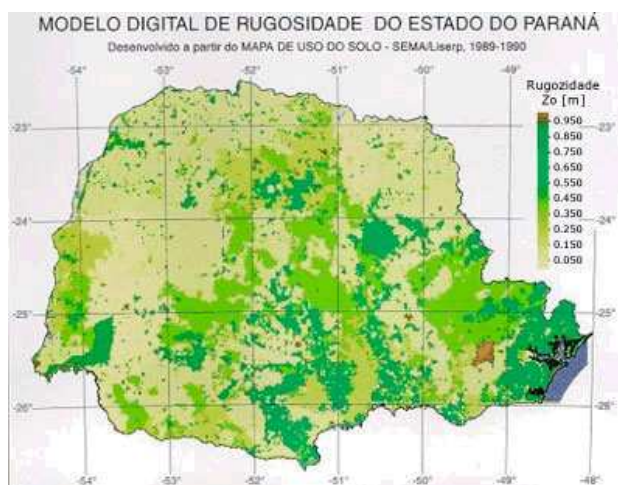 MODELO DIGITAL DE RUGOSIDADE DO ESTADO DO PARANÁ
Desenvolvido a partir do MAPA DE USO DO SOLO - SEMA/Liserp, 1989-1990
-54° -53° -52° -51° -50° -49°
Rugozidade
Zo [m]
0.950
0.850
0.750
0.650
0.550
0.450
0.350
0.250
0.150
0.050
-23° -23°
-24° -24°
-25° -25°
-26° -26°
-54° -53° -52° -51° -50° -49° -48°